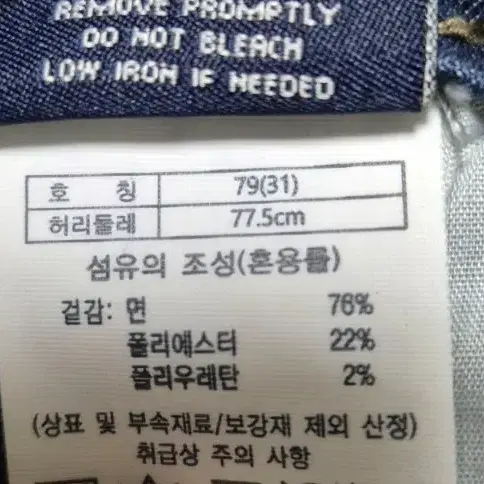 REMOVE PROMPTLY
DO NOT BLEACH
LOW IRON IF NEEDED
호 칭 79(31)
허리둘레 77.5cm
섬유의 조성(혼용률)
겉감: 면 76%
폴리에스터 22%
폴리우레탄 2%
(상표 및 부속재료/보강재 제외 산정)
취급상 주의 사항